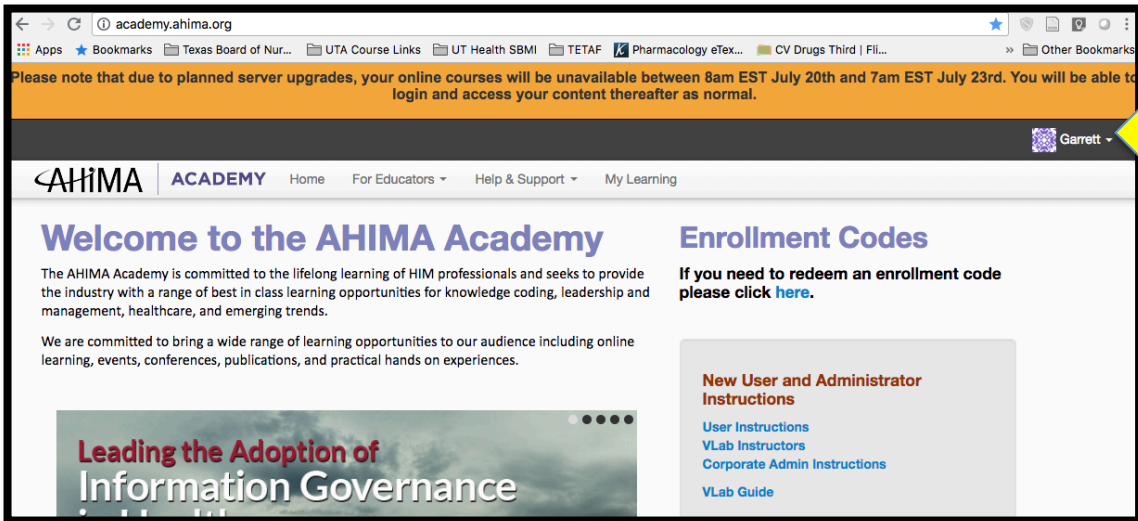 academy.ahima.org
Apps Bookmarks Texas Board of Nur... UTA Course Links UT Health SBMI TETAF Pharmacology eTex... CV Drugs Third | Fli... » Other Bookmarks
Please note that due to planned server upgrades, your online courses will be unavailable between 8am EST July 20th and 7am EST July 23rd. You will be able to
login and access your content thereafter as normal.
Garrett
AHIMA ACADEMY Home For Educators Help & Support My Learning
Welcome to the AHIMA Academy
The AHIMA Academy is committed to the lifelong learning of HIM professionals and seeks to provide
the industry with a range of best in class learning opportunities for knowledge coding, leadership and
management, healthcare, and emerging trends.
We are committed to bring a wide range of learning opportunities to our audience including online
learning, events, conferences, publications, and practical hands on experiences.
Leading the Adoption of
Information Governance
Enrollment Codes
If you need to redeem an enrollment code
please click here.
New User and Administrator
Instructions
User Instructions
VLab Instructors
Corporate Admin Instructions
VLab Guide